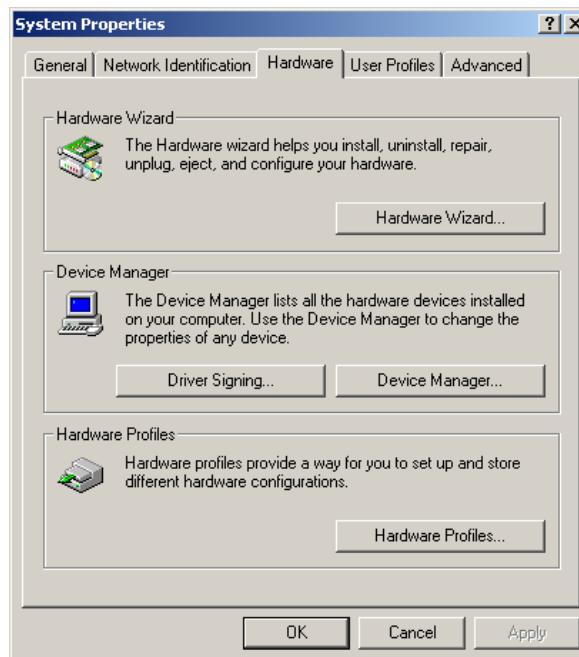 System Properties
General Network Identification Hardware User Profiles Advanced
Hardware Wizard
The Hardware wizard helps you install, uninstall, repair,
unplug, eject, and configure your hardware.
Hardware Wizard...
Device Manager
The Device Manager lists all the hardware devices installed
on your computer. Use the Device Manager to change the
properties of any device.
Driver Signing... Device Manager...
Hardware Profiles
Hardware profiles provide a way for you to set up and store
different hardware configurations.
Hardware Profiles...
OK Cancel Apply